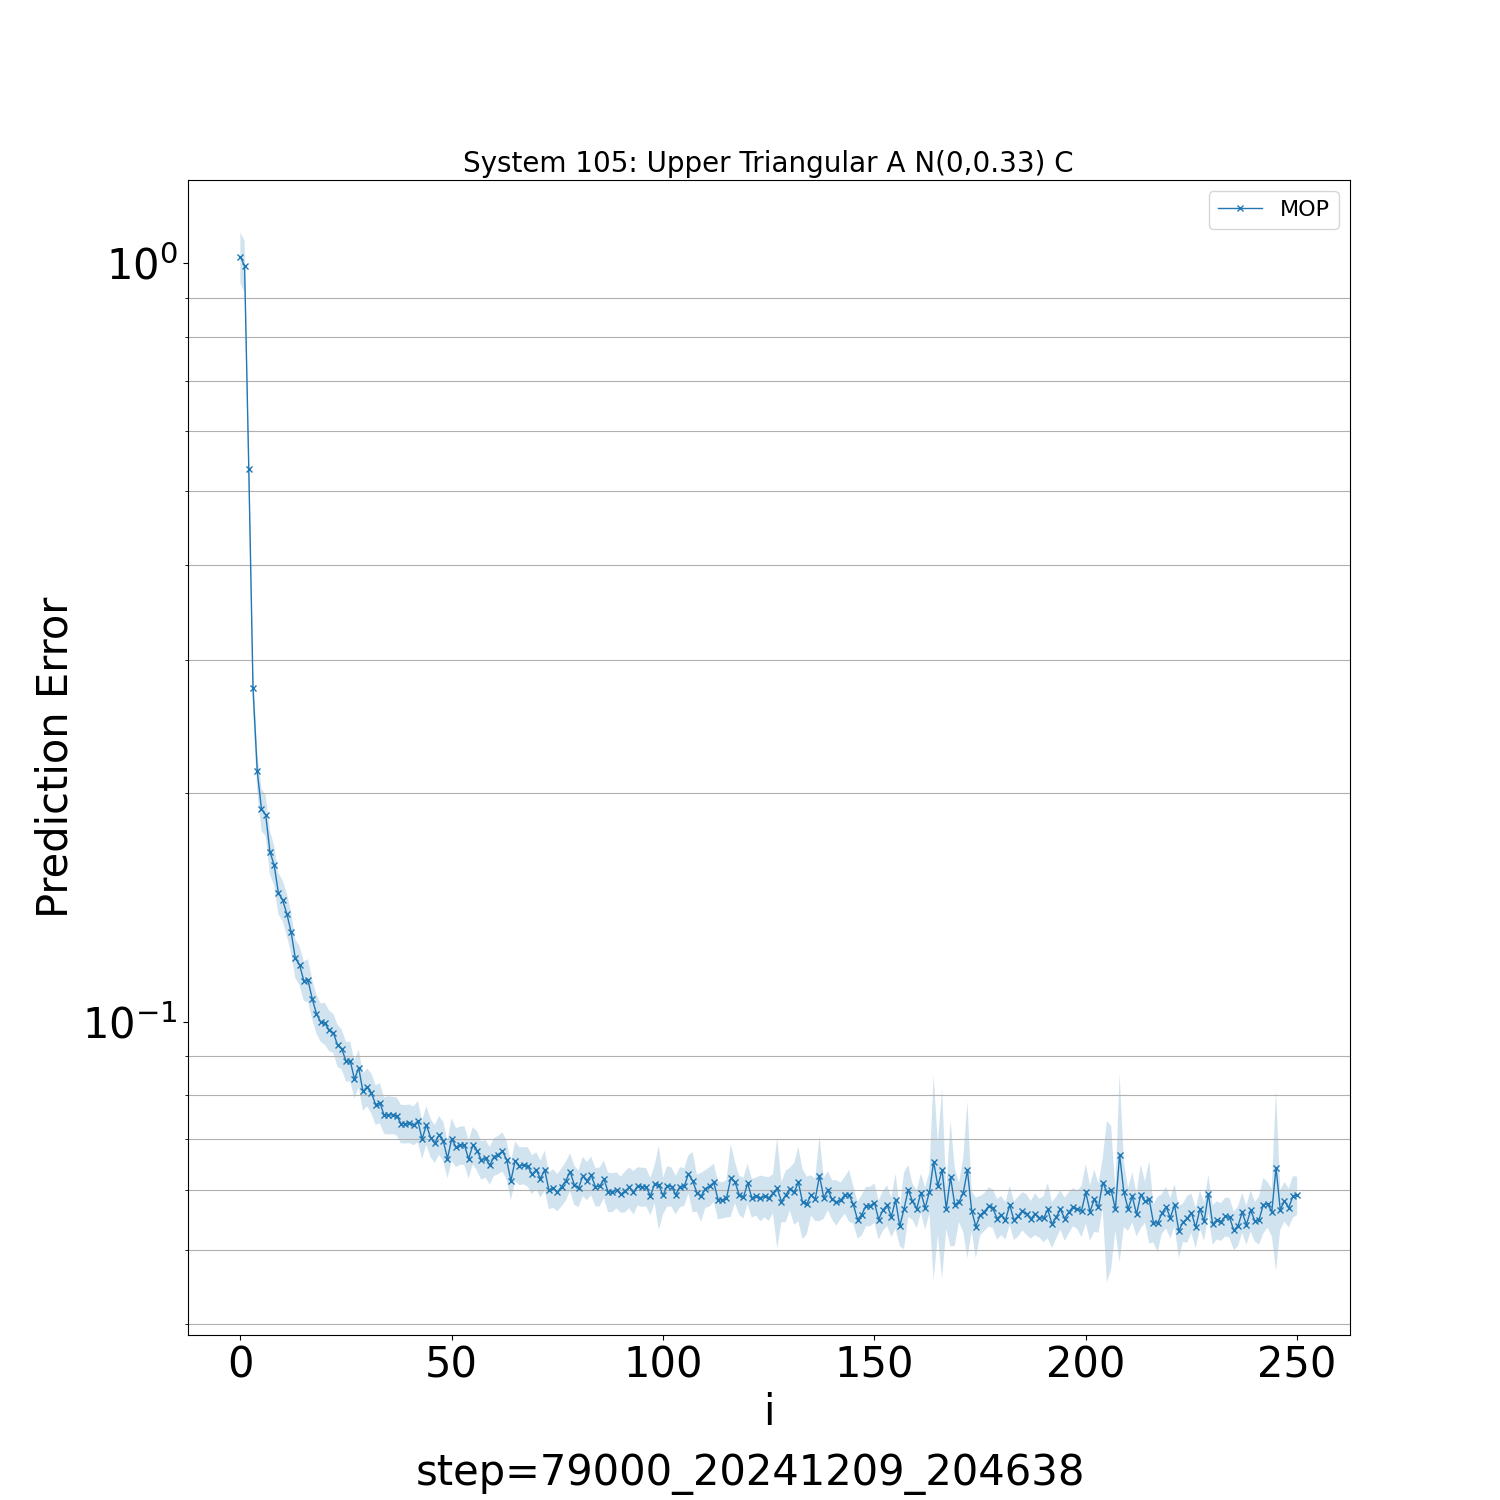 System 105: Upper Triangular A N(0,0.33) C
MOP
10⁰
10⁻¹
Prediction Error
0 50 100 150 200 250
i
step=79000_20241209_204638